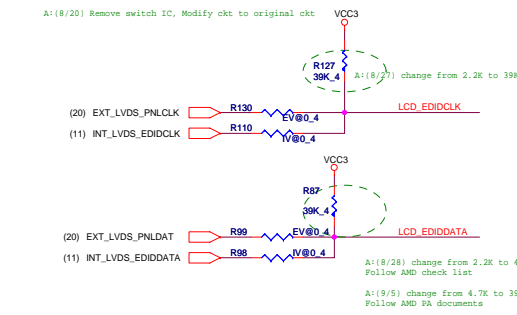 A:(8/20) Remove switch IC, Modify ckt to original ckt
VCC3
R127
39K_4
A:(8/27) change from 2.2K to 39K
(20) EXT_LVDS_PNLCLK
R130
EV@0_4
LCD_EDIDCLK
(11) INT_LVDS_EDIDCLK
R110
IV@0_4
VCC3
R87
39K_4
(20) EXT_LVDS_PNLDAT
R99
EV@0_4
LCD_EDIDDATA
(11) INT_LVDS_EDIDDATA
R98
IV@0_4
A:(8/28) change from 2.2K to 4
Follow AMD check list
A:(9/5) change from 4.7K to 39
Follow AMD PA documents